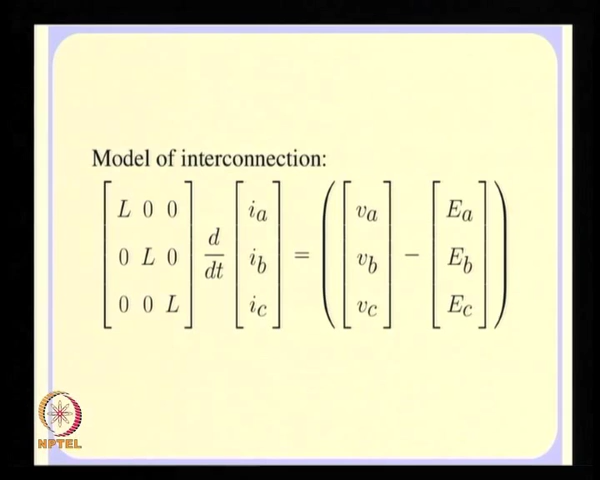 Model of interconnection:
[L 0 0; 0 L 0; 0 0 L] d/dt [i_a; i_b; i_c] = ([v_a; v_b; v_c] − [E_a; E_b; E_c])
NPTEL